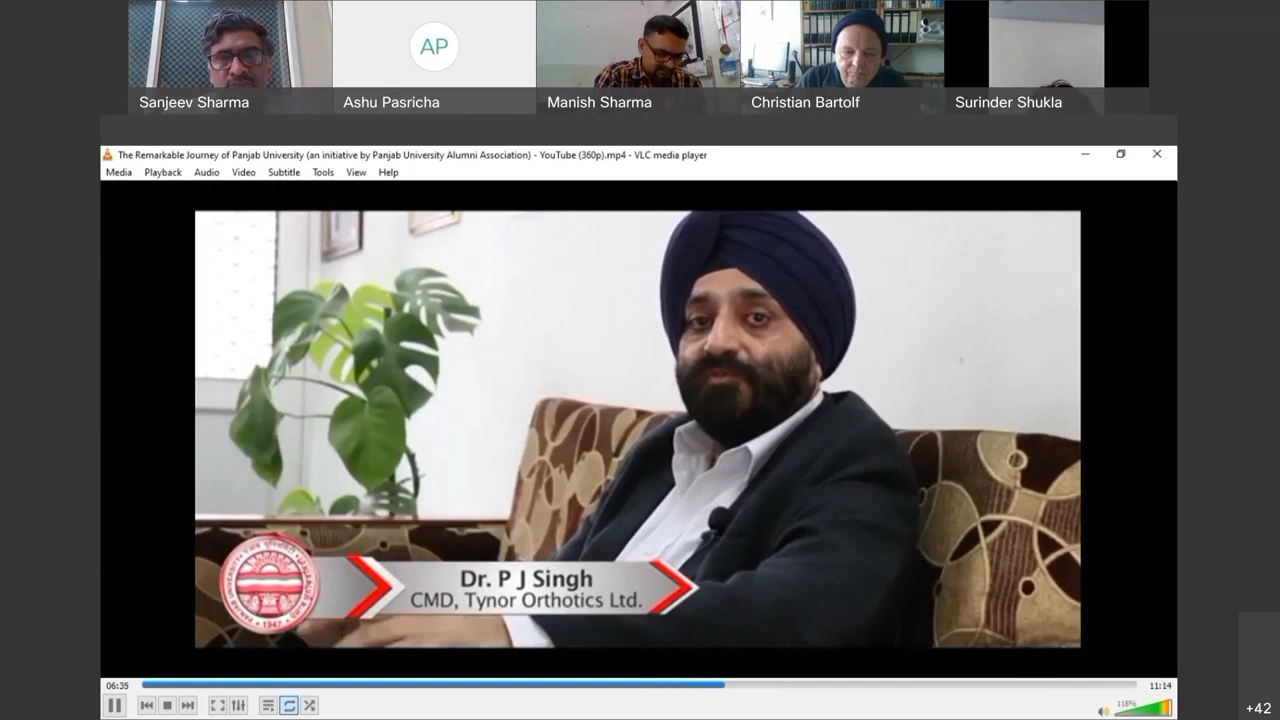 AP
Sanjeev Sharma
Ashu Pasricha
Manish Sharma
Christian Bartolf
Surinder Shukla
The Remarkable Journey of Panjab University (an initiative by Panjab University Alumni Association) - YouTube (360p).mp4 - VLC media player
Media Playback Audio Video Subtitle Tools View Help
Dr. P J Singh
CMD, Tynor Orthotics Ltd.
06:35
11:14
118%
+42